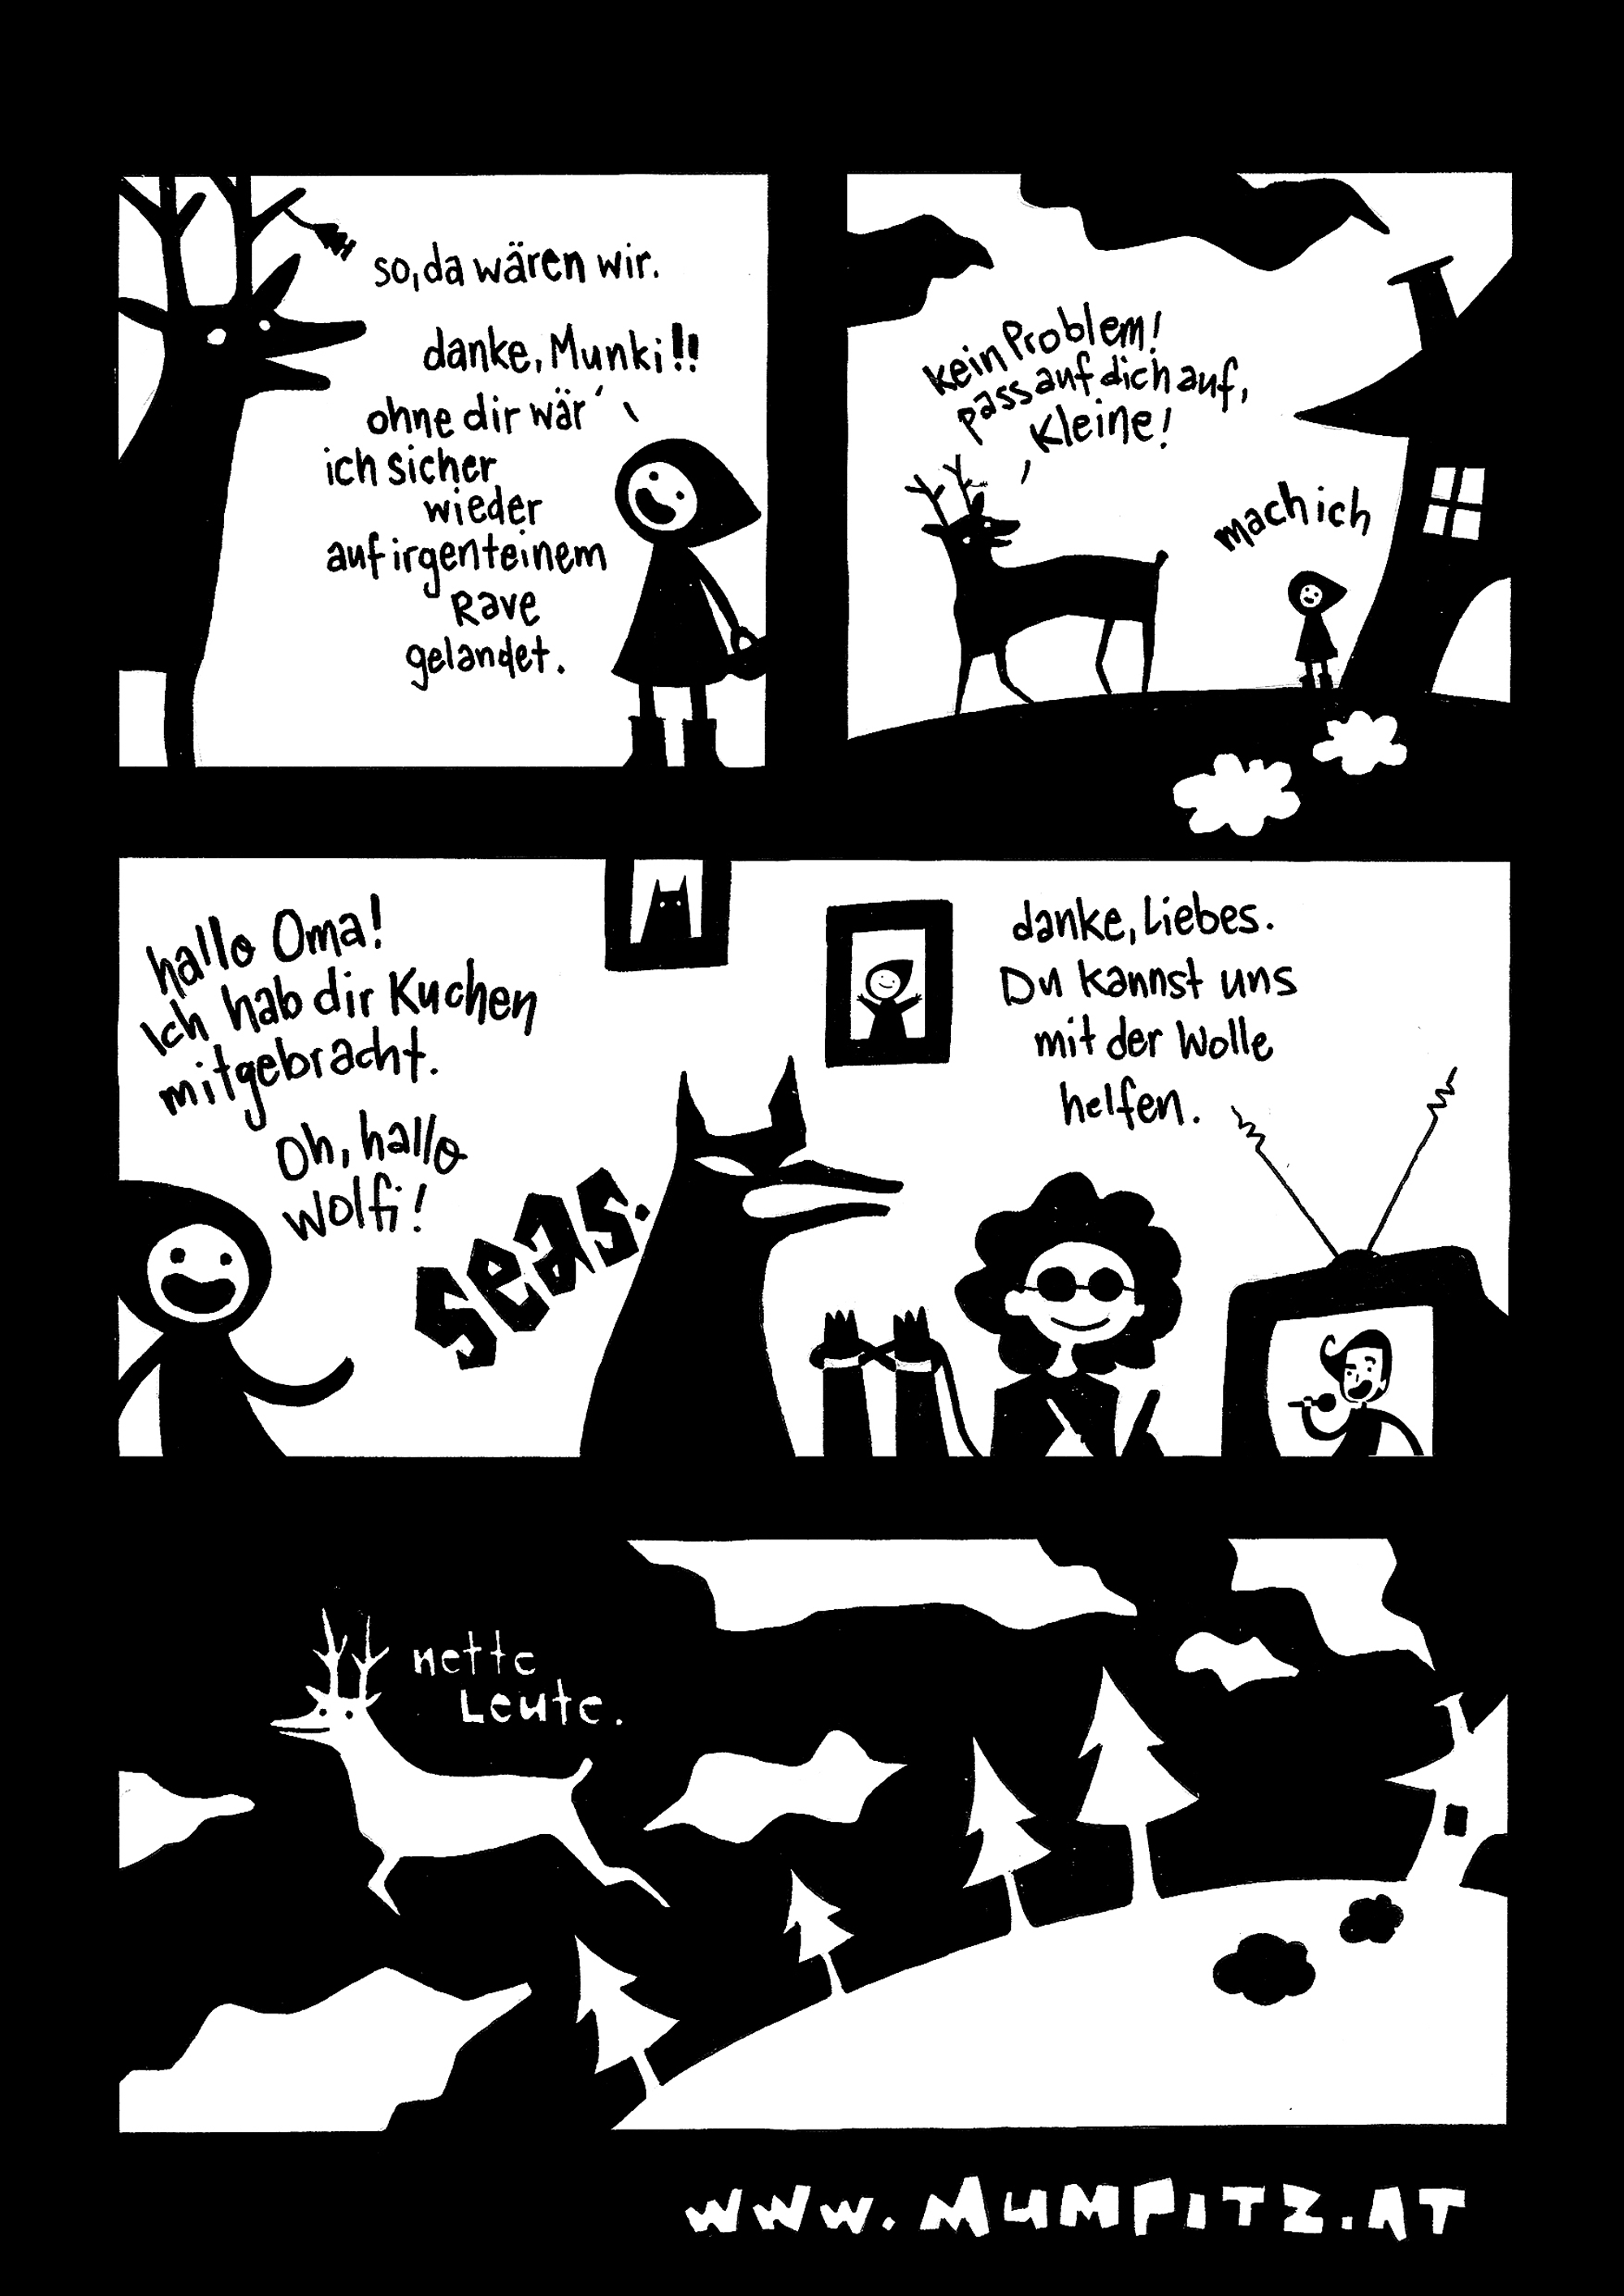 so, da wären wir.
danke, Munki!!
ohne dir wär'
ich sicher
wieder
auf irgenteinem
Rave
gelandet.
kein Problem!
pass auf dich auf,
Kleine!
mach ich
hallo Oma!
Ich hab dir Kuchen
mitgebracht.
Oh, hallo
Wolfi!
Seas.
danke, Liebes.
Du kannst uns
mit der Wolle
helfen.
nette
Leute.
www.MUMPITZ.AT